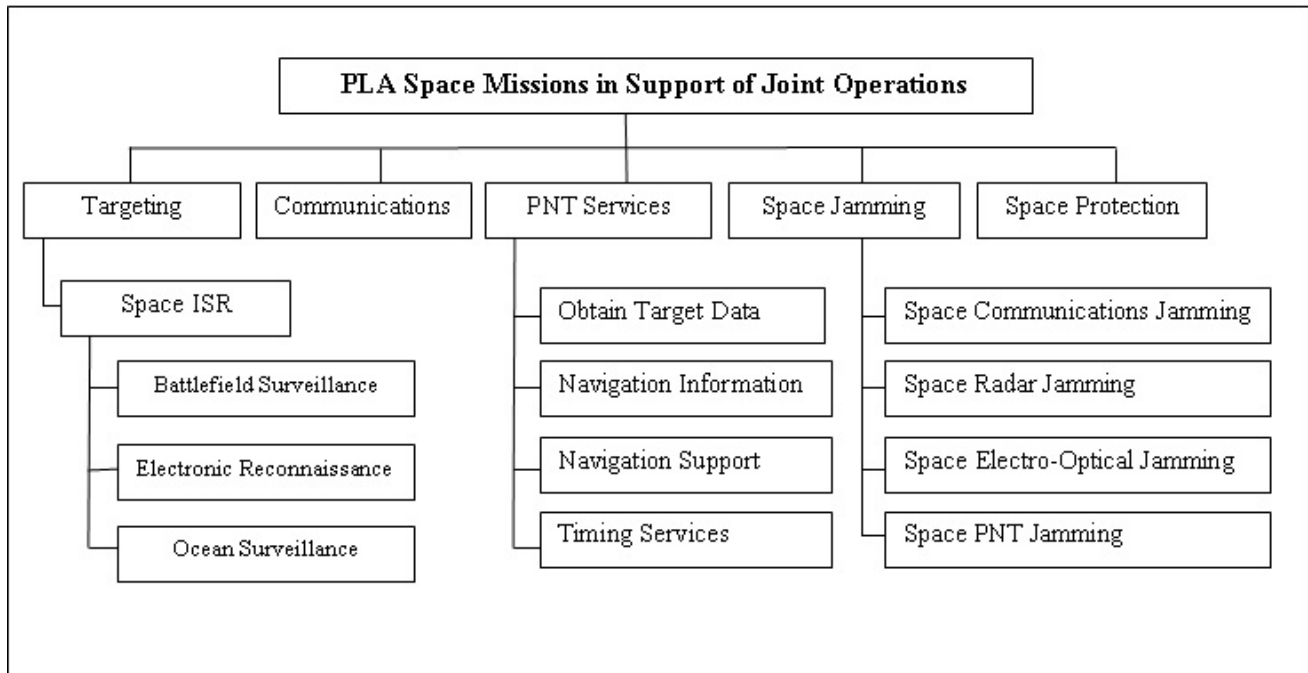 PLA Space Missions in Support of Joint Operations
Targeting
Communications
PNT Services
Space Jamming
Space Protection
Space ISR
Battlefield Surveillance
Electronic Reconnaissance
Ocean Surveillance
Obtain Target Data
Navigation Information
Navigation Support
Timing Services
Space Communications Jamming
Space Radar Jamming
Space Electro-Optical Jamming
Space PNT Jamming